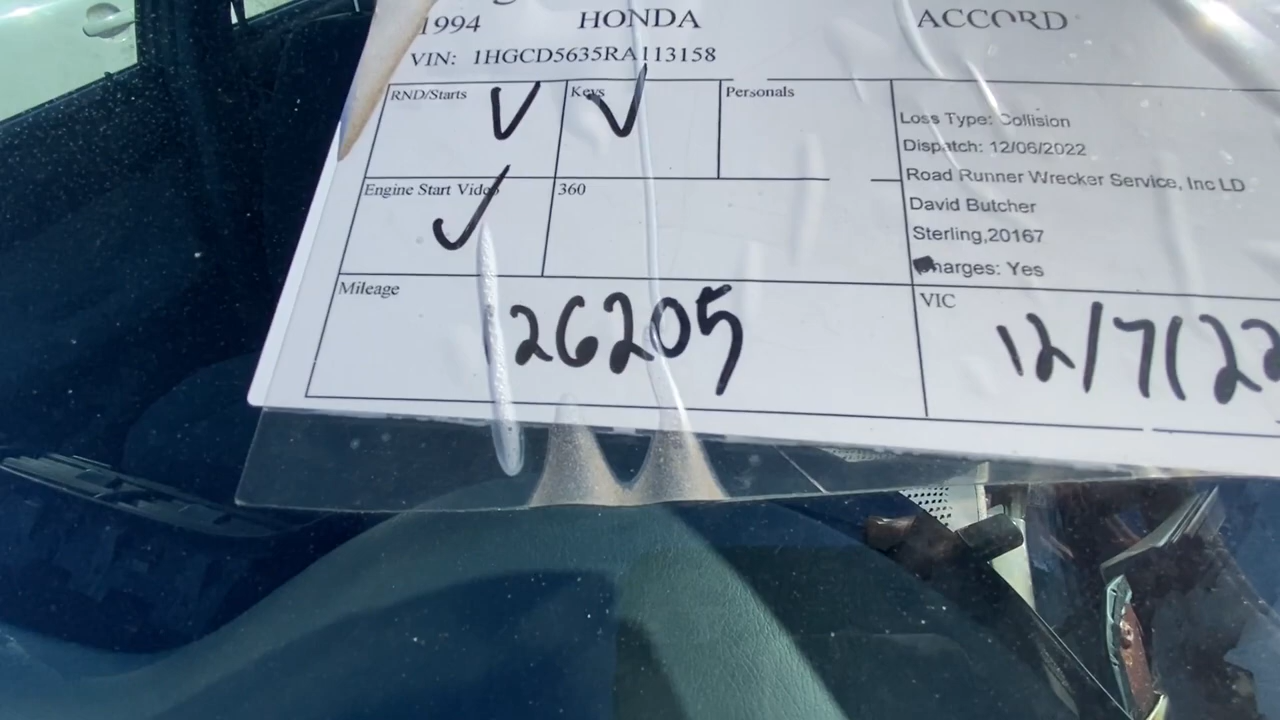 1994 HONDA ACCORD
VIN: 1HGCD5635RA113158
RND/Starts Keys Personals
Loss Type: Collision
Dispatch: 12/06/2022
Road Runner Wrecker Service, Inc LD
Engine Start Video 360
David Butcher
Sterling,20167
Charges: Yes
Mileage 26205
VIC 12/7/22